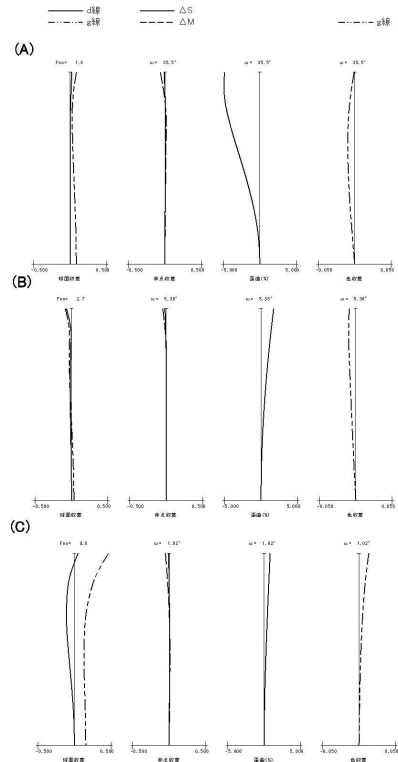 d線 ΔS
g線 ΔM g線
(A)
Fno= 1.8 ω= 35.5° ω= 35.5° ω= 35.5°
-0.500 0.500 -0.500 0.500 -5.000 5.000 -0.050 0.050
球面収差 非点収差 歪曲(%) 色収差
(B)
Fno= 2.7 ω= 5.38° ω= 5.38° ω= 5.38°
-0.500 0.500 -0.500 0.500 -5.000 5.000 -0.050 0.050
球面収差 非点収差 歪曲(%) 色収差
(C)
Fno= ω= 1.02° ω= 1.02° ω= 1.02°
-0.500 0.500 -0.500 0.500 -5.000 5.000 -0.050 0.050
球面収差 非点収差 歪曲(%) 色収差